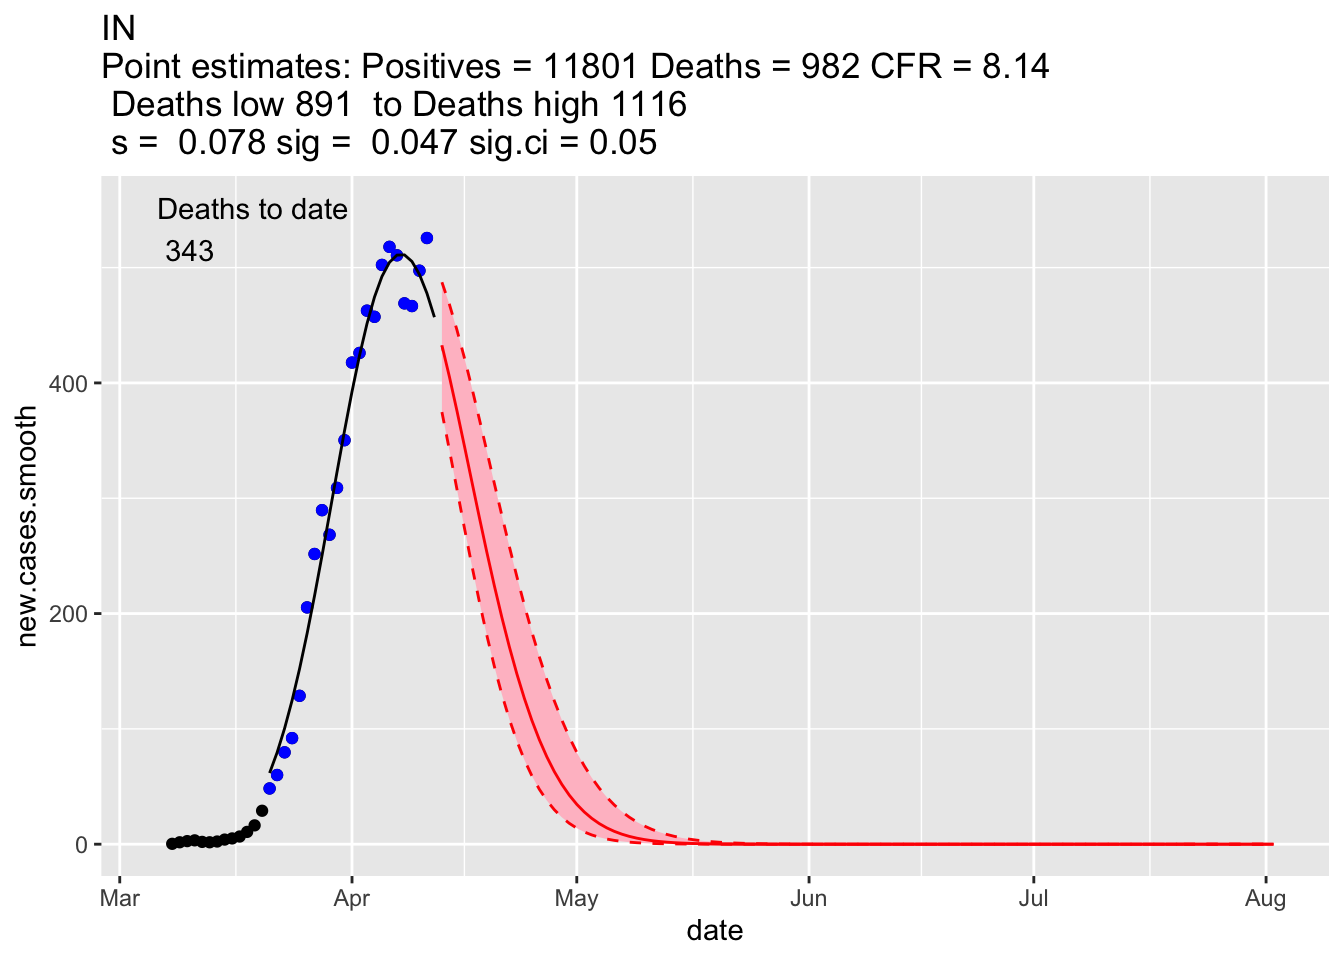 IN
Point estimates: Positives = 11801 Deaths = 982 CFR = 8.14
Deaths low 891 to Deaths high 1116
s = 0.078 sig = 0.047 sig.ci = 0.05
Deaths to date
343
new.cases.smooth
400
200
0
Mar Apr May Jun Jul Aug
date